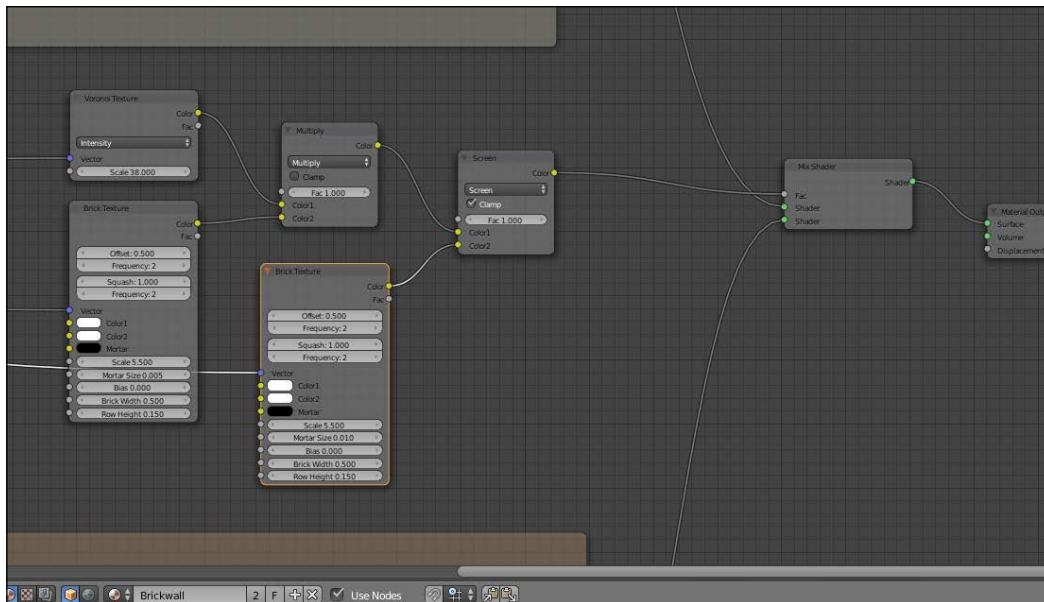 Voronoi Texture
Color
Fac
Intensity
Vector
Scale 38.000
Brick Texture
Color
Fac
Offset: 0.500
Frequency: 2
Squash: 1.000
Frequency: 2
Vector
Color1
Color2
Mortar
Scale 5.500
Mortar Size 0.005
Bias 0.000
Brick Width 0.500
Row Height 0.150
Multiply
Color
Multiply
Clamp
Fac 1.000
Color1
Color2
Brick Texture
Color
Fac
Offset: 0.500
Frequency: 2
Squash: 1.000
Frequency: 2
Vector
Color1
Color2
Mortar
Scale 5.500
Mortar Size 0.010
Bias 0.000
Brick Width 0.500
Row Height 0.150
Screen
Color
Screen
Clamp
Fac 1.000
Color1
Color2
Mix Shader
Shader
Fac
Shader
Shader
Material Outp
Surface
Volume
Displacement
Brickwall 2 F Use Nodes